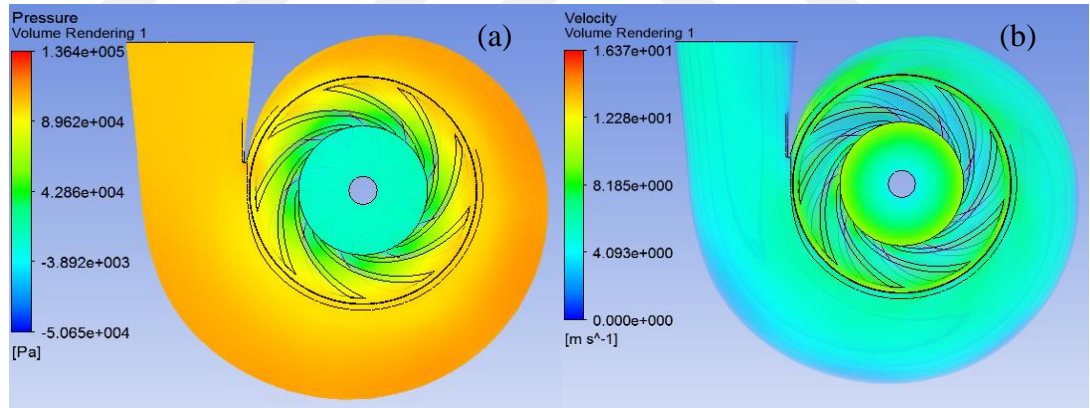 Pressure
Volume Rendering 1
1.364e+005
8.962e+004
4.286e+004
-3.892e+003
-5.065e+004
[Pa]
(a)
Velocity
Volume Rendering 1
1.637e+001
1.228e+001
8.185e+000
4.093e+000
0.000e+000
[m s^-1]
(b)